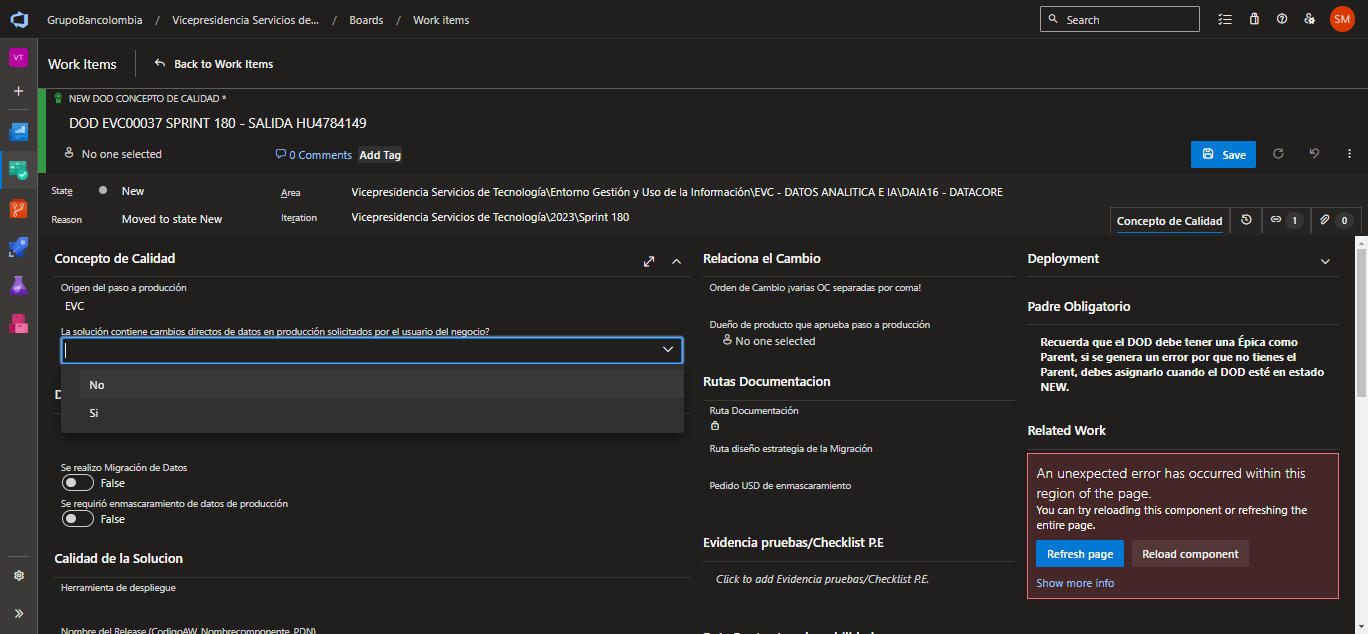 GrupoBancolombia / Vicepresidencia Servicios de... / Boards / Work items
Search
SM
VT
Work Items
Back to Work Items
NEW DOD CONCEPTO DE CALIDAD *
DOD EVC00037 SPRINT 180 - SALIDA HU4784149
No one selected
0 Comments
Add Tag
Save
State
New
Area
Vicepresidencia Servicios de Tecnología\Entorno Gestión y Uso de la Información\EVC - DATOS ANALITICA E IA\DAIA16 - DATACORE
Reason
Moved to state New
Iteration
Vicepresidencia Servicios de Tecnología\2023\Sprint 180
Concepto de Calidad
1
0
Concepto de Calidad
Origen del paso a producción
EVC
La solución contiene cambios directos de datos en producción solicitados por el usuario del negocio?
No
Si
D
Se realizo Migración de Datos
False
Se requirió enmascaramiento de datos de producción
False
Calidad de la Solucion
Herramienta de despliegue
Nombre del Release (CodigoAW_Nombrecomponente_PDN)
Relaciona el Cambio
Orden de Cambio ¡varias OC separadas por coma!
Dueño de producto que aprueba paso a producción
No one selected
Rutas Documentacion
Ruta Documentación
Ruta diseño estrategia de la Migración
Pedido USD de enmascaramiento
Evidencia pruebas/Checklist P.E
Click to add Evidencia pruebas/Checklist P.E.
Deployment
Padre Obligatorio
Recuerda que el DOD debe tener una Épica como
Parent, si se genera un error por que no tienes el
Parent, debes asignarlo cuando el DOD esté en estado
NEW.
Related Work
An unexpected error has occurred within this
region of the page.
You can try reloading this component or refreshing the
entire page.
Refresh page
Reload component
Show more info